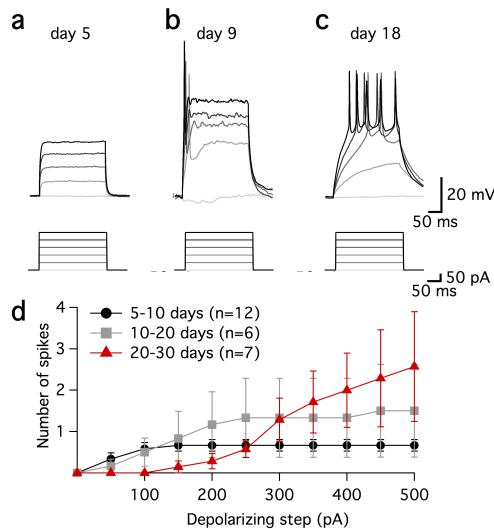 a b c
day 5 day 9 day 18
20 mV
50 ms
50 pA
50 ms
d
4
3
2
1
Number of spikes
5-10 days (n=12)
10-20 days (n=6)
20-30 days (n=7)
100 200 300 400 500
Depolarizing step (pA)